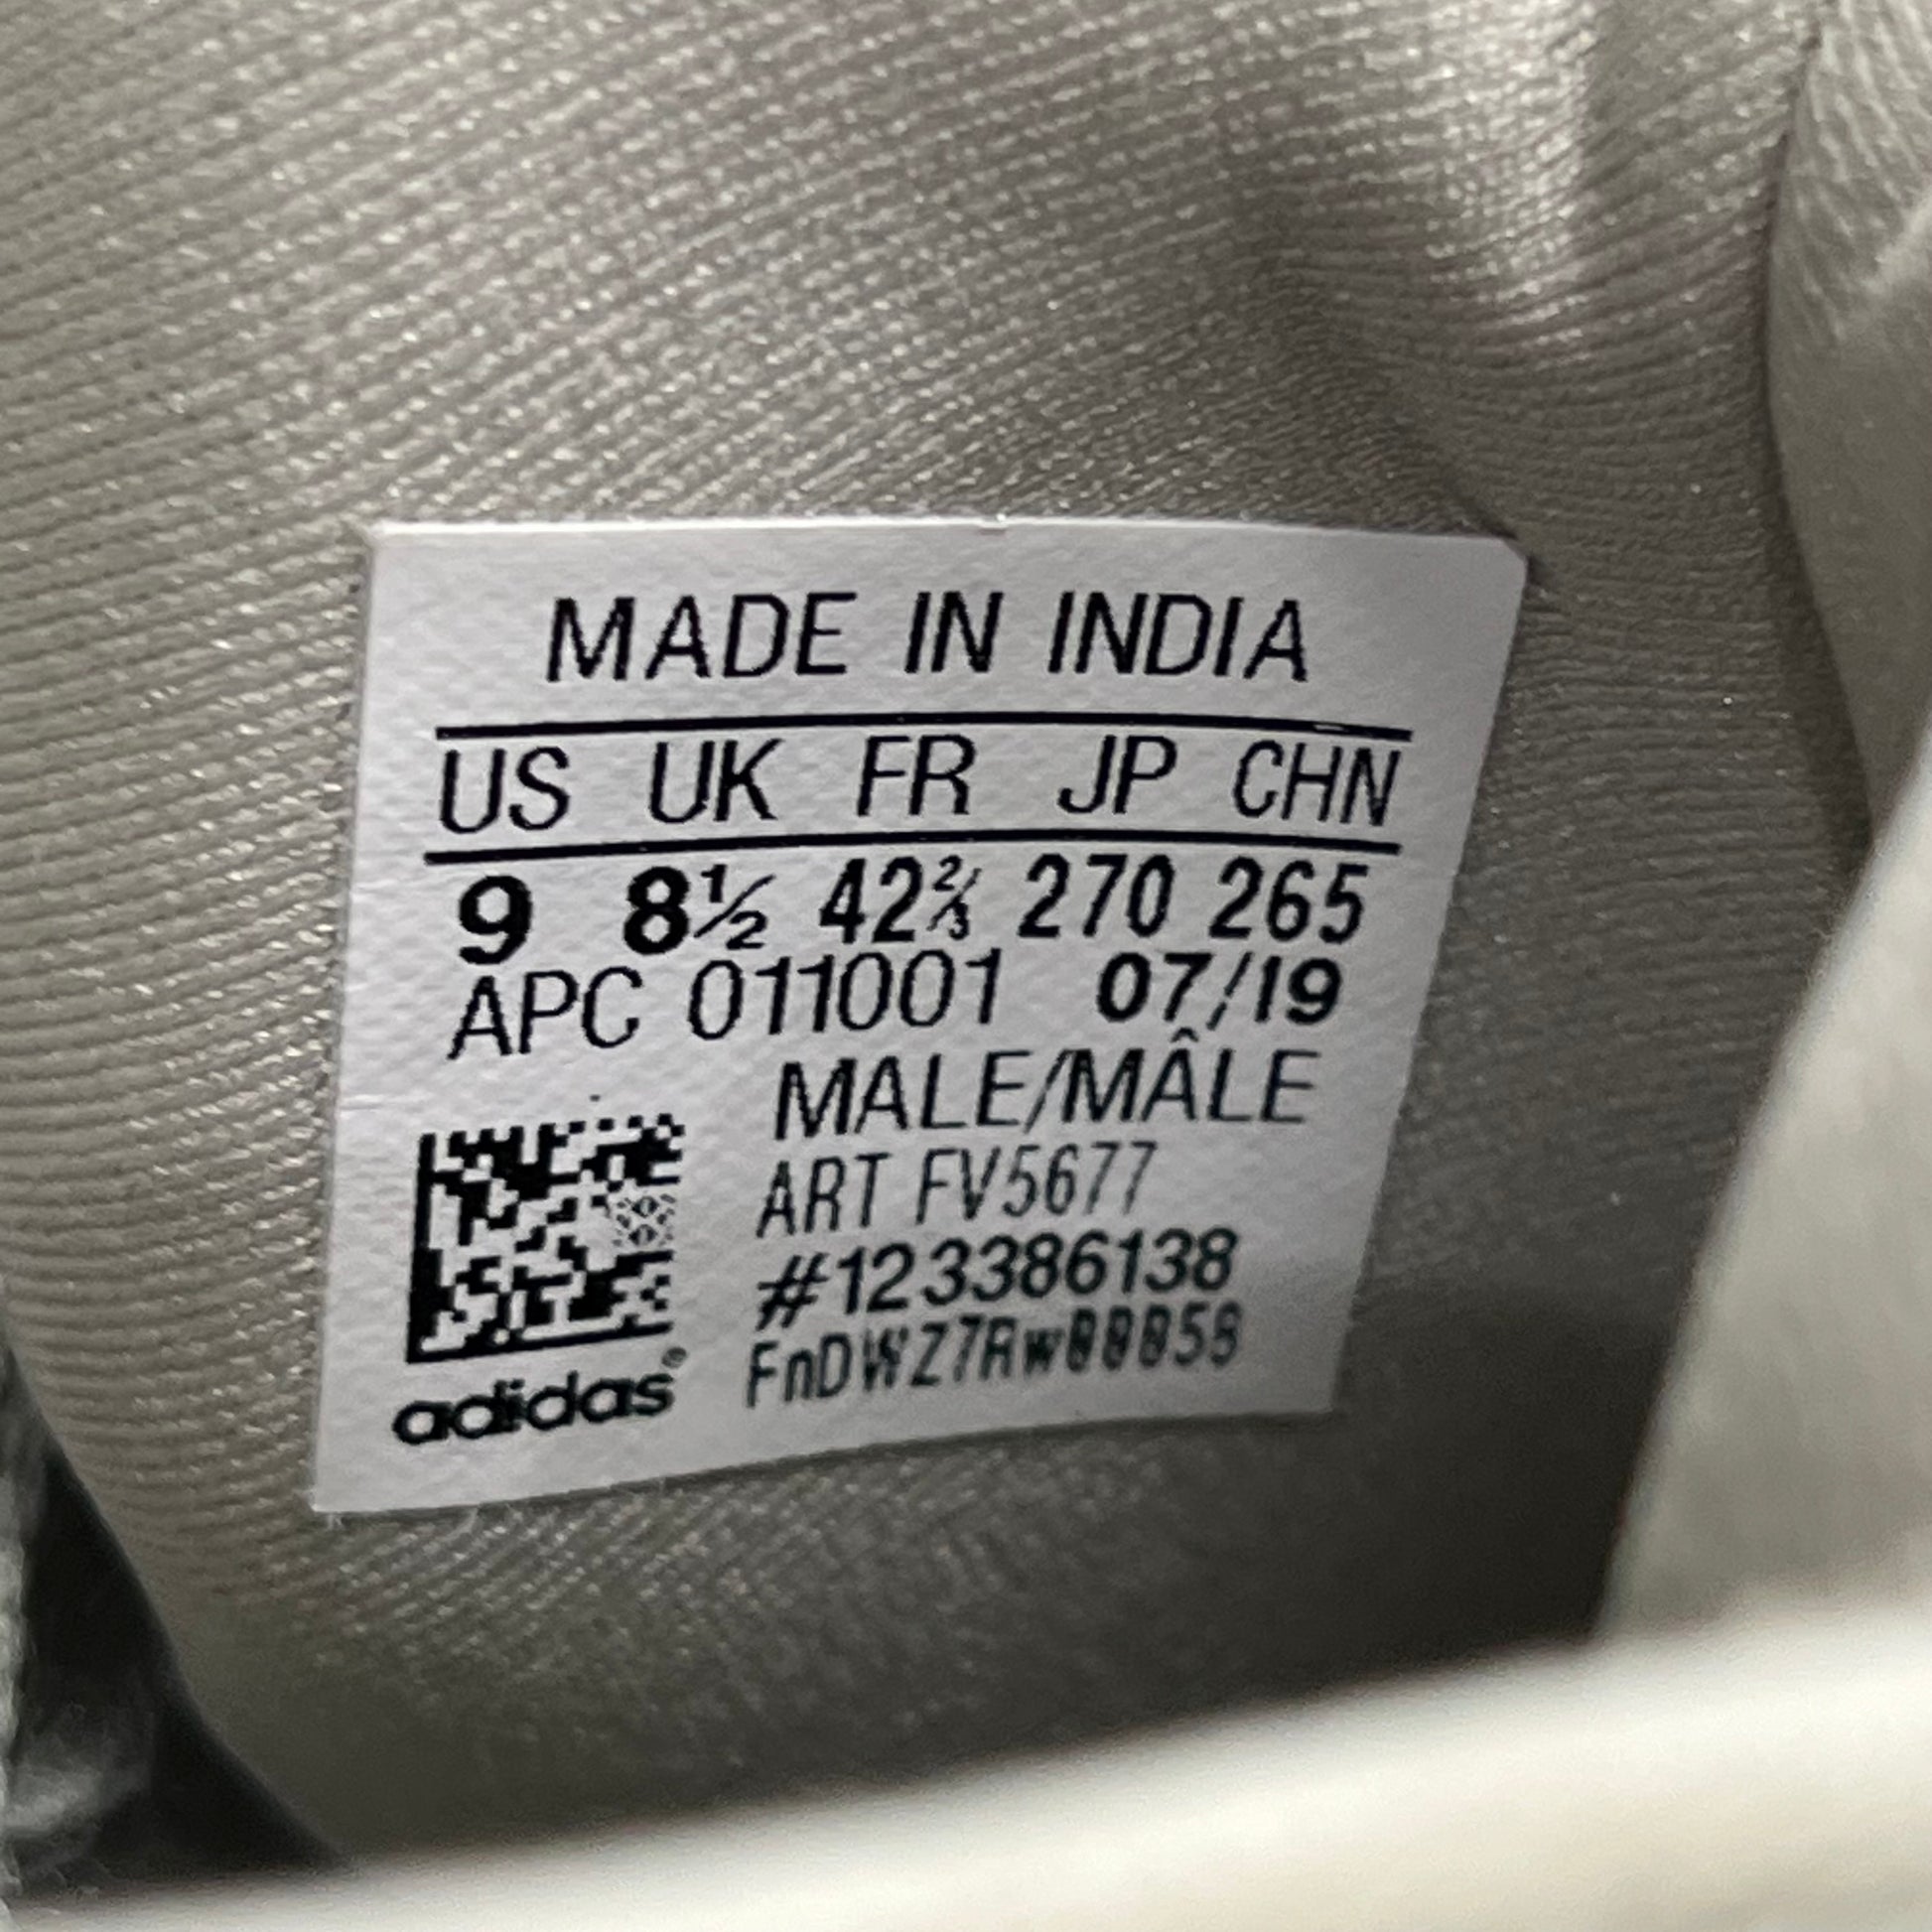 MADE IN INDIA
US UK FR JP CHN
9 8½ 42⅔ 270 265
APC 011001 07/19
MALE/MÂLE
ART FV5677
#123386138
adidas®